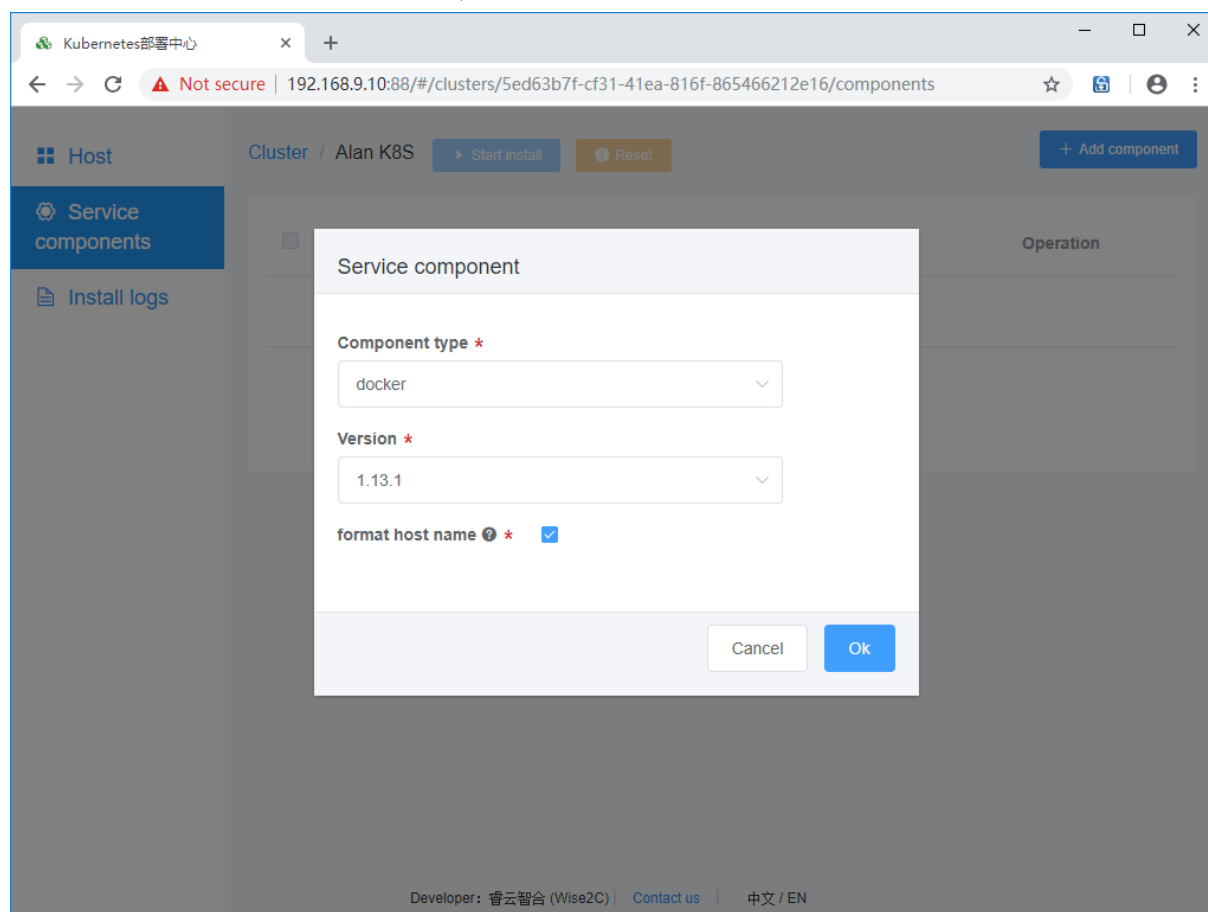 Kubernetes部署中心
Not secure | 192.168.9.10:88/#/clusters/5ed63b7f-cf31-41ea-816f-865466212e16/components
Host
Cluster / Alan K8S Start install Reset + Add component
Service
components
Operation
Install logs
Service component
Component type *
docker
Version *
1.13.1
format host name *
Cancel Ok
Developer: 睿云智合 (Wise2C) | Contact us | 中文 / EN